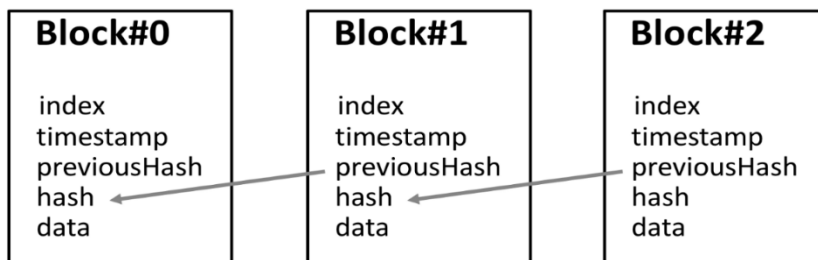 Block#0
index
timestamp
previousHash
hash
data
Block#1
index
timestamp
previousHash
hash
data
Block#2
index
timestamp
previousHash
hash
data